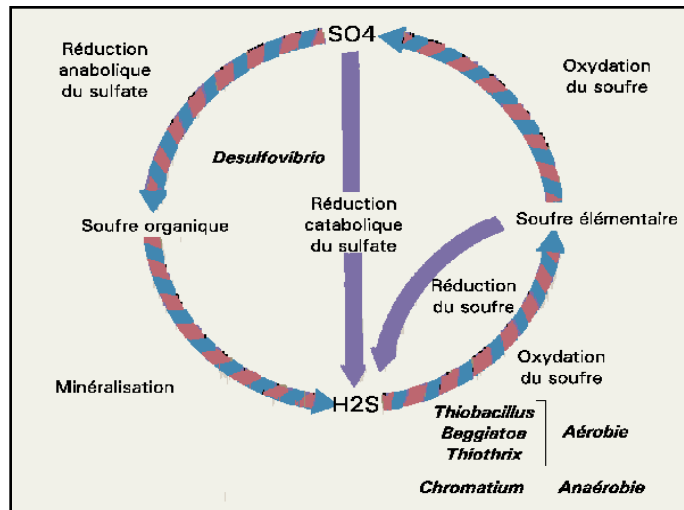 SO4
Réduction
anabolique
du sulfate
Oxydation
du soufre
Desulfovibrio
Soufre organique
Réduction
catabolique
du sulfate
Soufre élémentaire
Réduction
du soufre
Minéralisation
Oxydation
du soufre
H2S
Thiobacillus
Beggiatoa
Thiothrix
Aérobie
Chromatium
Anaérobie